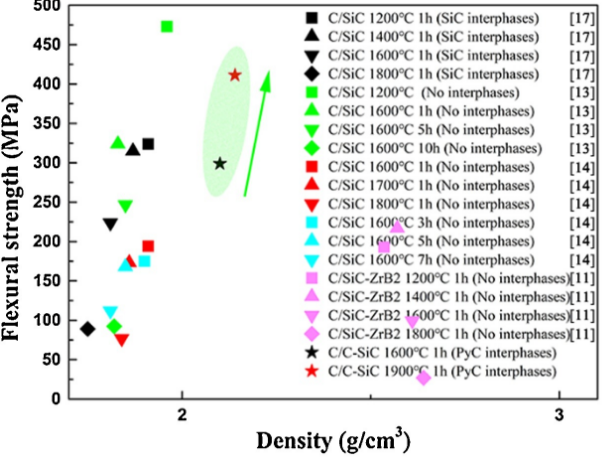 500
450
400
350
300
250
200
150
100
50
0
Flexural strength (MPa)
2
3
Density (g/cm³)
C/SiC 1200℃ 1h (SiC interphases) [17]
C/SiC 1400℃ 1h (SiC interphases) [17]
C/SiC 1600℃ 1h (SiC interphases) [17]
C/SiC 1800℃ 1h (SiC interphases) [17]
C/SiC 1200℃ (No interphases) [13]
C/SiC 1600℃ 1h (No interphases) [13]
C/SiC 1600℃ 5h (No interphases) [13]
C/SiC 1600℃ 10h (No interphases) [13]
C/SiC 1600℃ 1h (No interphases) [14]
C/SiC 1700℃ 1h (No interphases) [14]
C/SiC 1800℃ 1h (No interphases) [14]
C/SiC 1600℃ 3h (No interphases) [14]
C/SiC 1600℃ 5h (No interphases) [14]
C/SiC 1600℃ 7h (No interphases) [14]
C/SiC-ZrB2 1200℃ 1h (No interphases)[11]
C/SiC-ZrB2 1400℃ 1h (No interphases)[11]
C/SiC-ZrB2 1600℃ 1h (No interphases)[11]
C/SiC-ZrB2 1800℃ 1h (No interphases)[11]
C/C-SiC 1600℃ 1h (PyC interphases)
C/C-SiC 1900℃ 1h (PyC interphases)